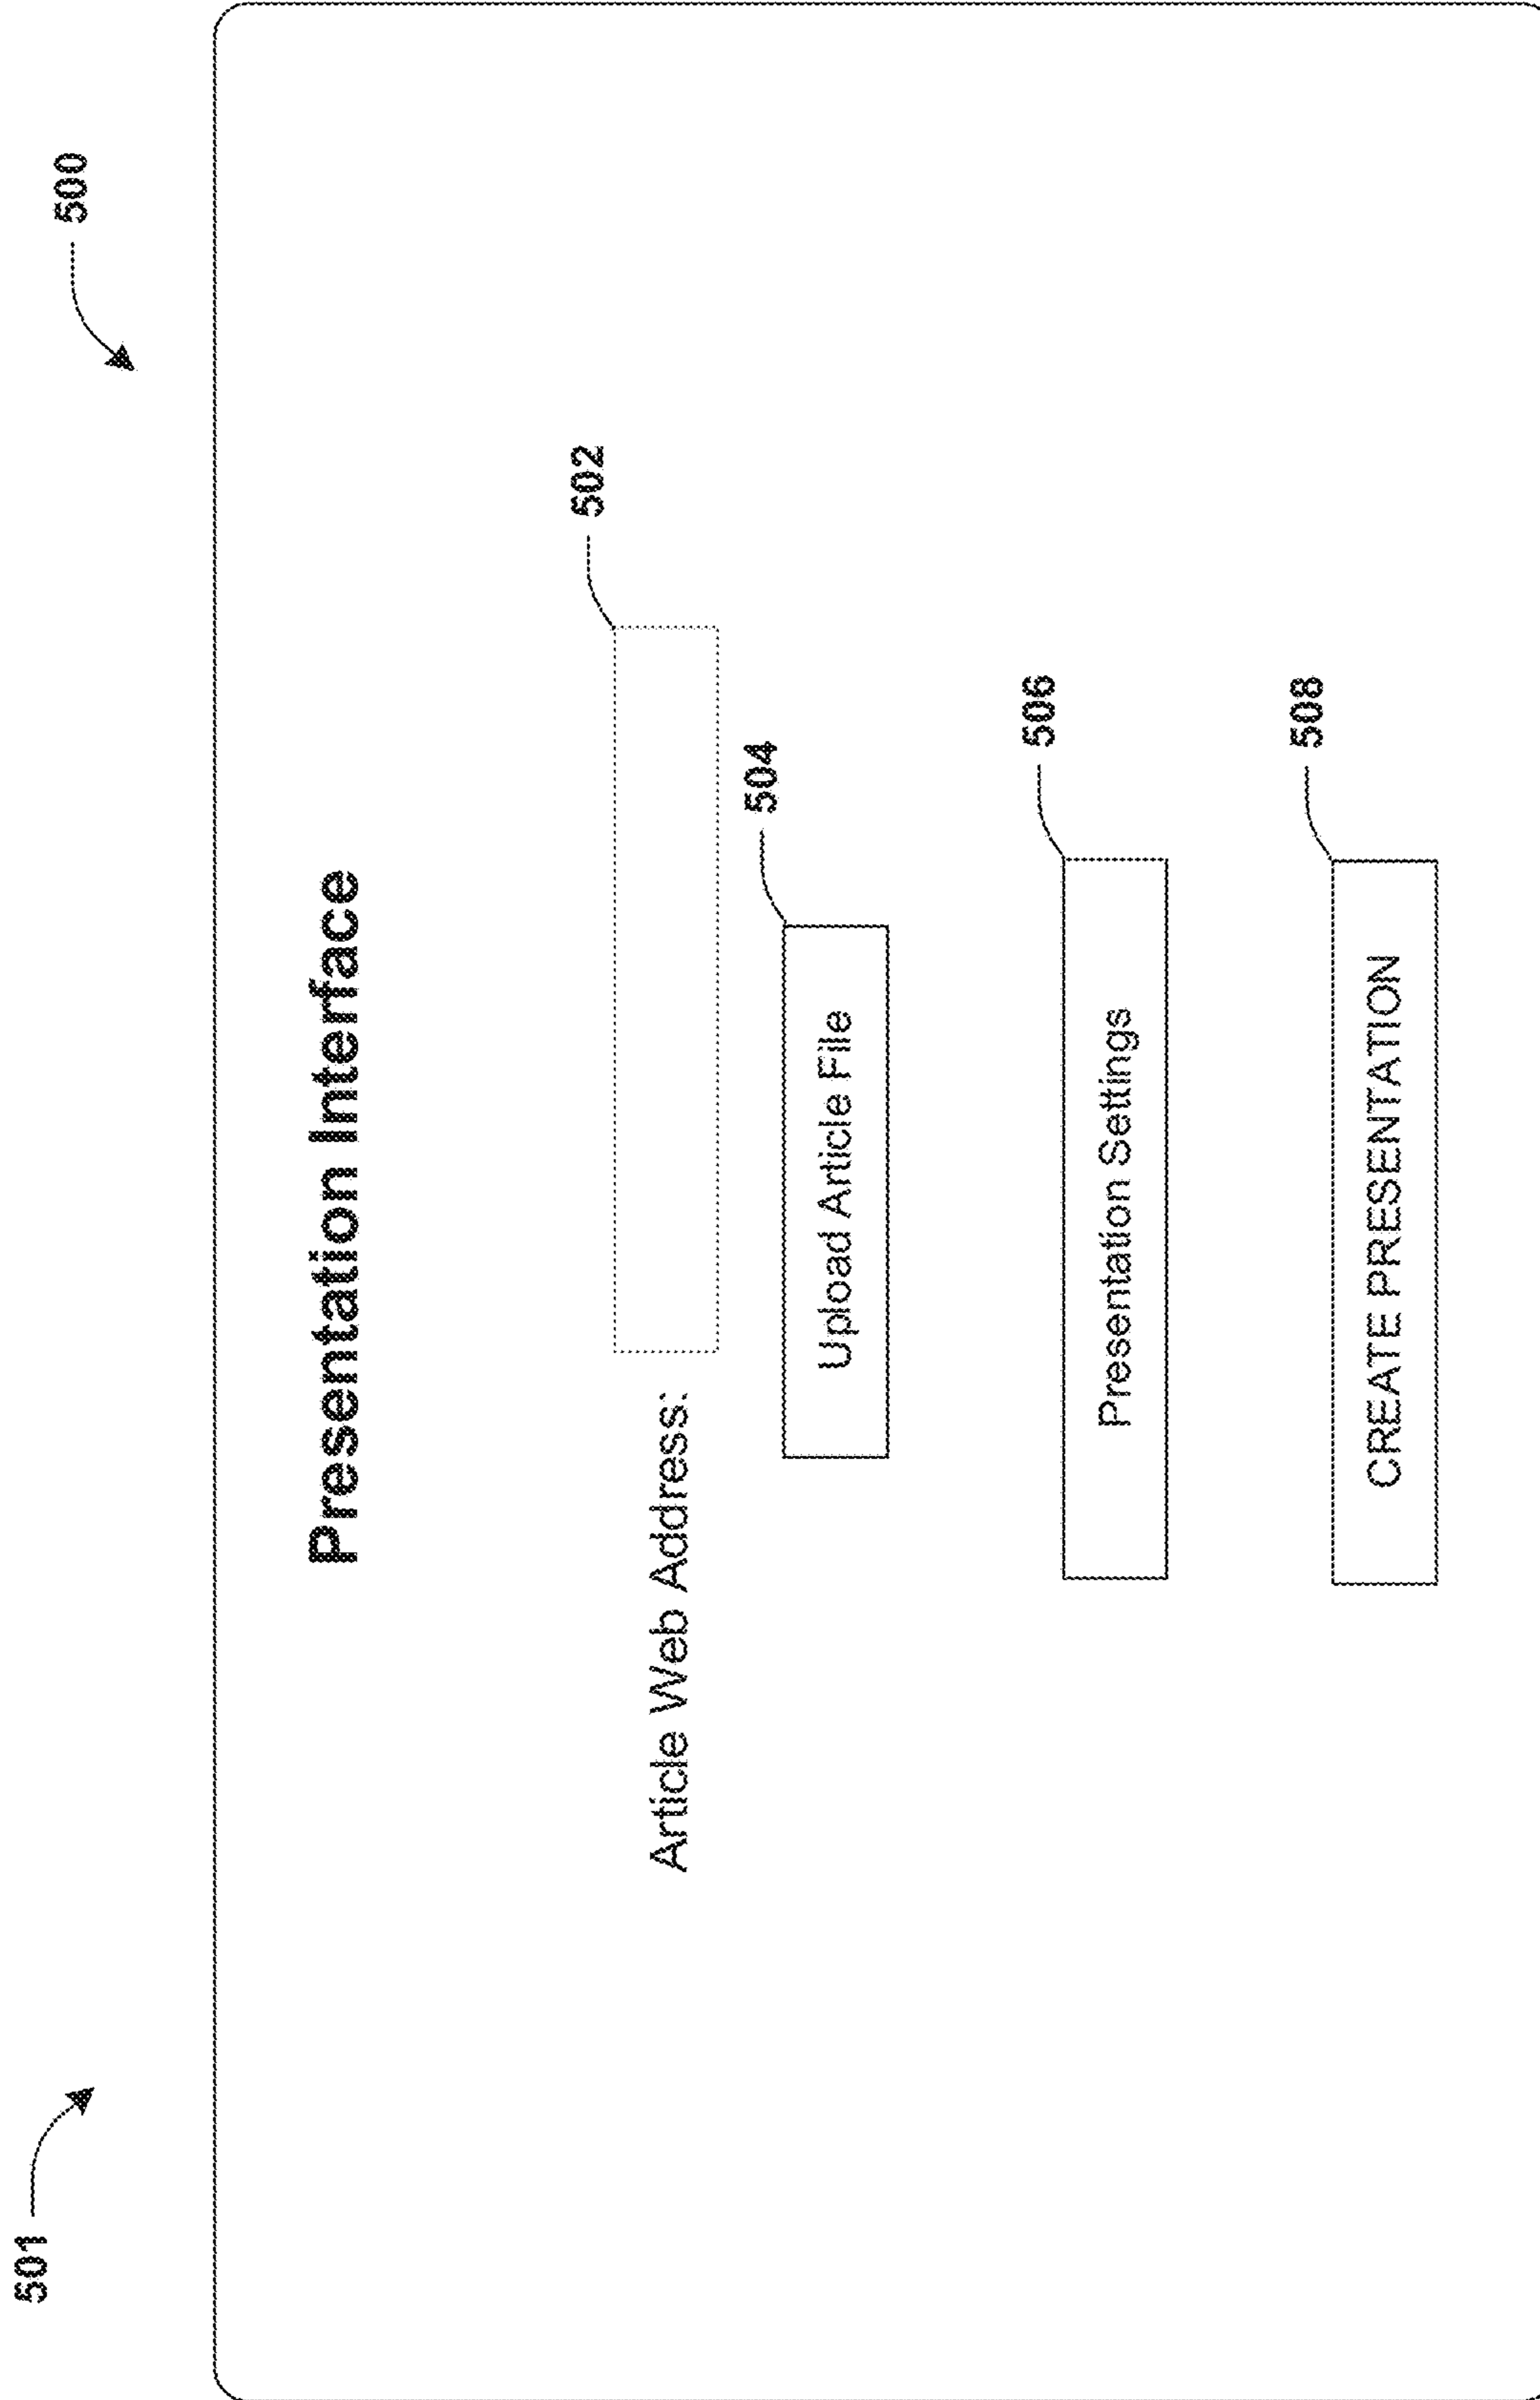 501
500
Presentation Interface
502
Article Web Address:
504
Upload Article File
506
Presentation Settings
508
CREATE PRESENTATION